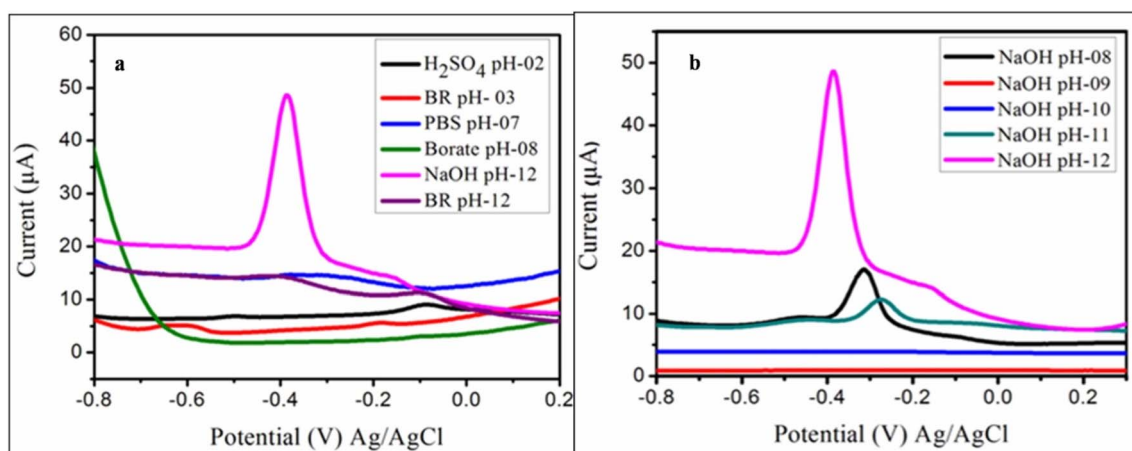 a
60
50
40
30
20
10
0
Current (µA)
H₂SO₄ pH-02
BR pH- 03
PBS pH-07
Borate pH-08
NaOH pH-12
BR pH-12
-0.8 -0.6 -0.4 -0.2 0.0 0.2
Potential (V) Ag/AgCl
b
50
40
30
20
10
0
Current (µA)
NaOH pH-08
NaOH pH-09
NaOH pH-10
NaOH pH-11
NaOH pH-12
-0.8 -0.6 -0.4 -0.2 0.0 0.2
Potential (V) Ag/AgCl